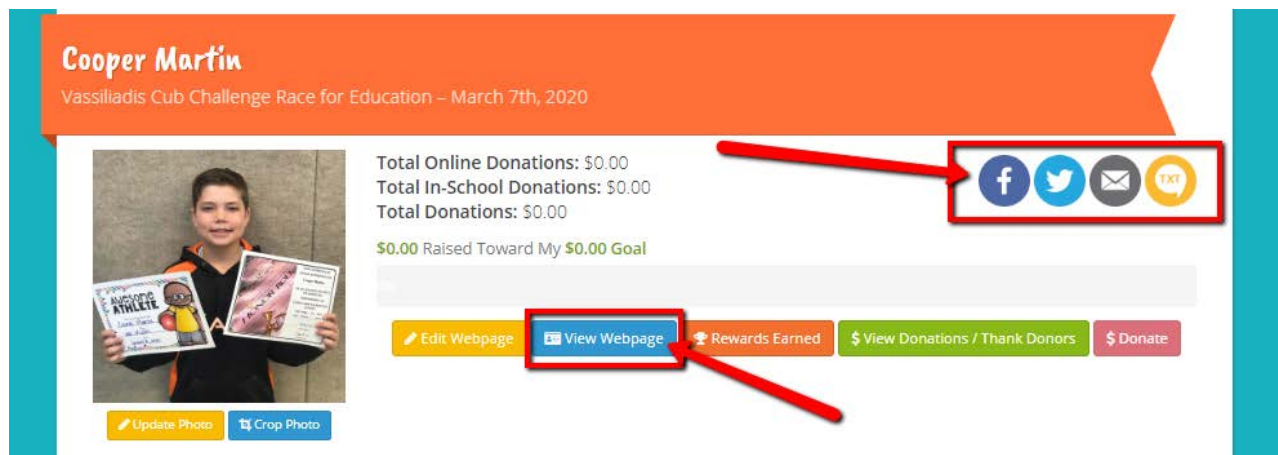 Cooper Martin
Vassiliadis Cub Challenge Race for Education – March 7th, 2020
Total Online Donations: $0.00
Total In-School Donations: $0.00
Total Donations: $0.00
$0.00 Raised Toward My $0.00 Goal
TXT
Edit Webpage View Webpage Rewards Earned $ View Donations / Thank Donors $ Donate
AWESOME
ATHLETE
HONOR ROLL
Update Photo Crop Photo